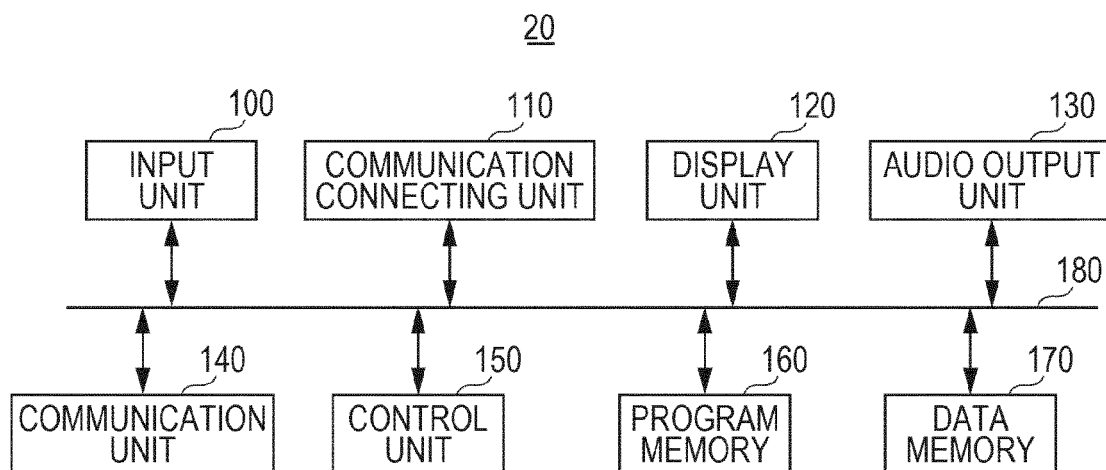 20
100
110
120
130
INPUT
UNIT
COMMUNICATION
CONNECTING UNIT
DISPLAY
UNIT
AUDIO OUTPUT
UNIT
180
140
150
160
170
COMMUNICATION
UNIT
CONTROL
UNIT
PROGRAM
MEMORY
DATA
MEMORY